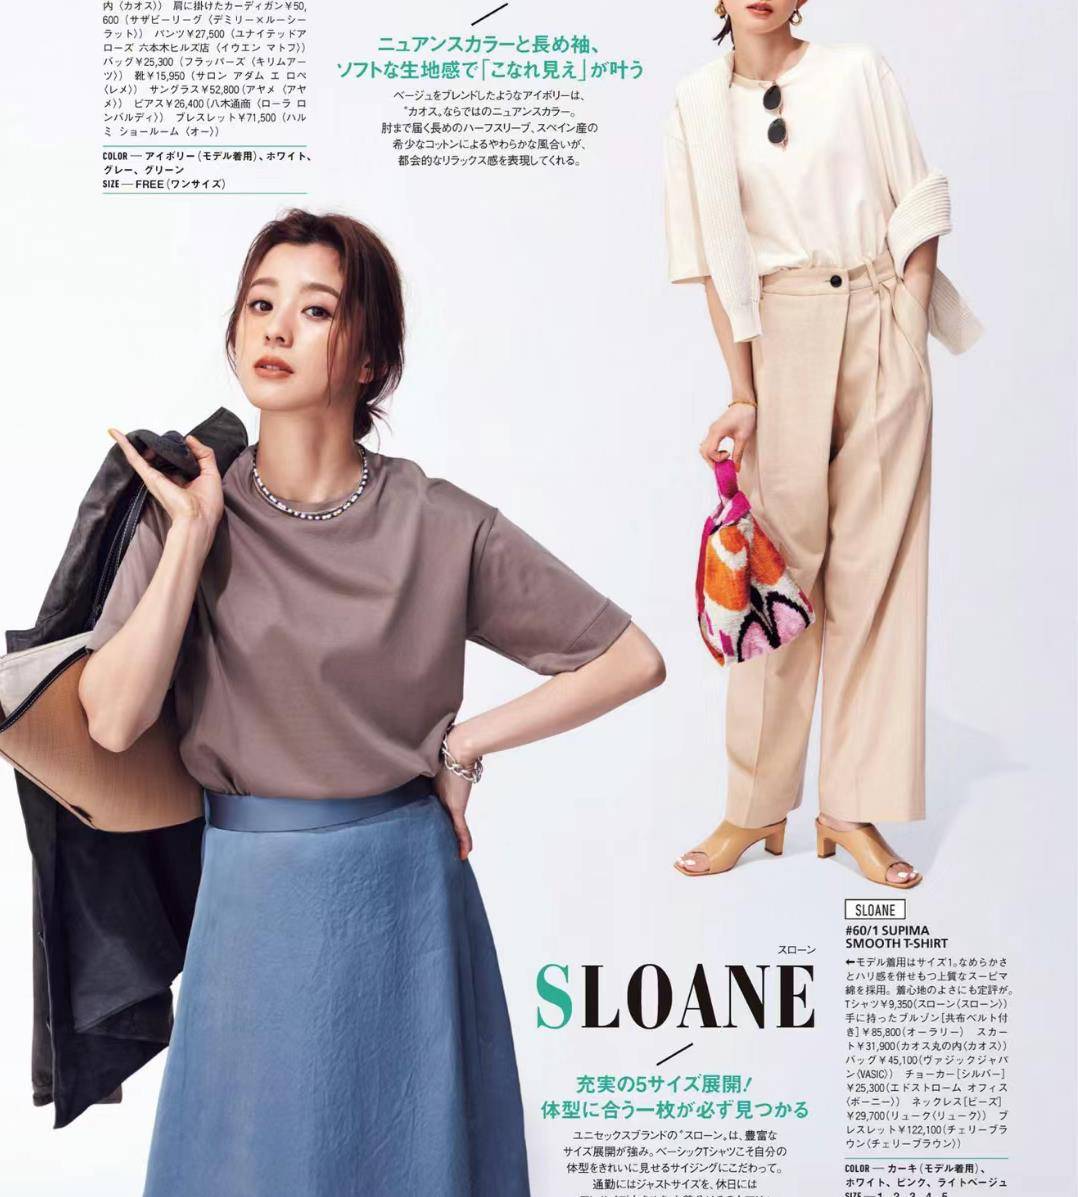 内〈カオス〉） 肩に掛けたカーディガン￥50,
600（サザビーリーグ〈デミリー×ルーシー
ラット〉） パンツ￥27,500（ユナイテッドア
ローズ 六本木ヒルズ店〈イウエン マトフ〉）
バッグ￥25,300（フラッパーズ〈キリムアー
ツ〉） 靴￥15,950（サロン アダム エ ロペ
〈レメ〉） サングラス￥52,800（アヤメ〈アヤ
メ〉） ピアス￥26,400（八木通商〈ローラ ロ
ンバルディ〉） ブレスレット￥71,500（ハル
ミ ショールーム〈オー〉）
COLOR — アイボリー（モデル着用）、ホワイト、
グレー、グリーン
SIZE — FREE（ワンサイズ）
ニュアンスカラーと長め袖、
ソフトな生地感で「こなれ見え」が叶う
ベージュをブレンドしたようなアイボリーは、
“カオス”ならではのニュアンスカラー。
肘まで届く長めのハーフスリーブ、スペイン産の
希少なコットンによるやわらかな風合いが、
都会的なリラックス感を表現してくれる。
スローン
SLOANE
充実の5サイズ展開！
体型に合う一枚が必ず見つかる
ユニセックスブランドの“スローン”は、豊富な
サイズ展開が強み。ベーシックTシャツこそ自分の
体型をきれいに見せるサイジングにこだわって。
通勤にはジャストサイズを、休日には
SLOANE
#60/1 SUPIMA
SMOOTH T-SHIRT
←モデル着用はサイズ1。なめらかさ
とハリ感を併せもつ上質なスーピマ
綿を採用。着心地のよさにも定評が。
Tシャツ￥9,350（スローン〈スローン〉）
手に持ったブルゾン［共布ベルト付
き］￥85,800（オーラリー） スカー
ト￥31,900（カオス丸の内〈カオス〉）
バッグ￥45,100（ヴァジックジャパ
ン〈VASIC〉） チョーカー［シルバー］
￥25,300（エドストローム オフィス
〈ボーニー〉） ネックレス［ビーズ］
￥29,700（リューク〈リューク〉） ブ
レスレット￥122,100（チェリーブラ
ウン〈チェリーブラウン〉）
COLOR — カーキ（モデル着用）、
ホワイト、ピンク、ライトベージュ
SIZE — 1、2、3、4、5